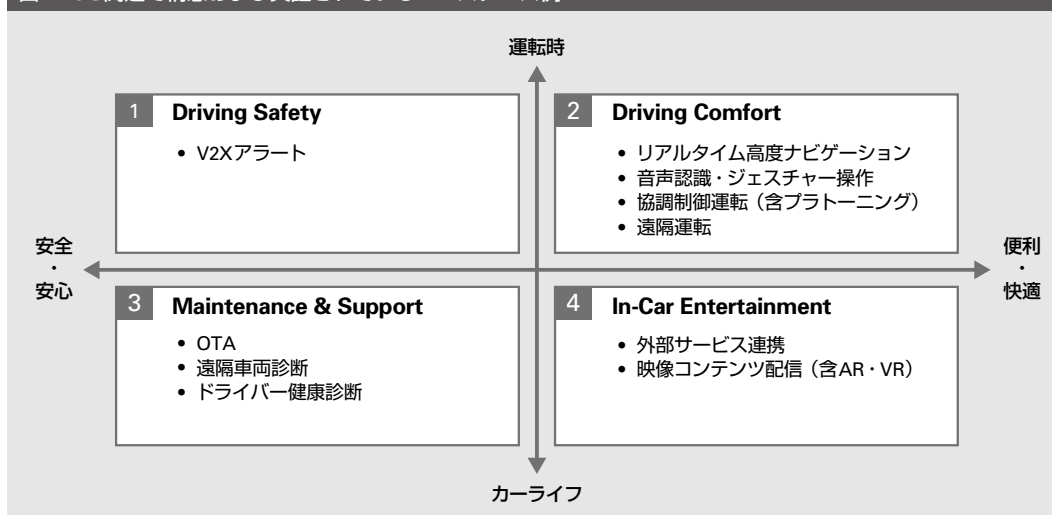 運転時
1 Driving Safety
• V2Xアラート
2 Driving Comfort
• リアルタイム高度ナビゲーション
• 音声認識・ジェスチャー操作
• 協調制御運転（含プラトーニング）
• 遠隔運転
安全
・
安心
便利
・
快適
3 Maintenance & Support
• OTA
• 遠隔車両診断
• ドライバー健康診断
4 In-Car Entertainment
• 外部サービス連携
• 映像コンテンツ配信（含AR・VR）
カーライフ